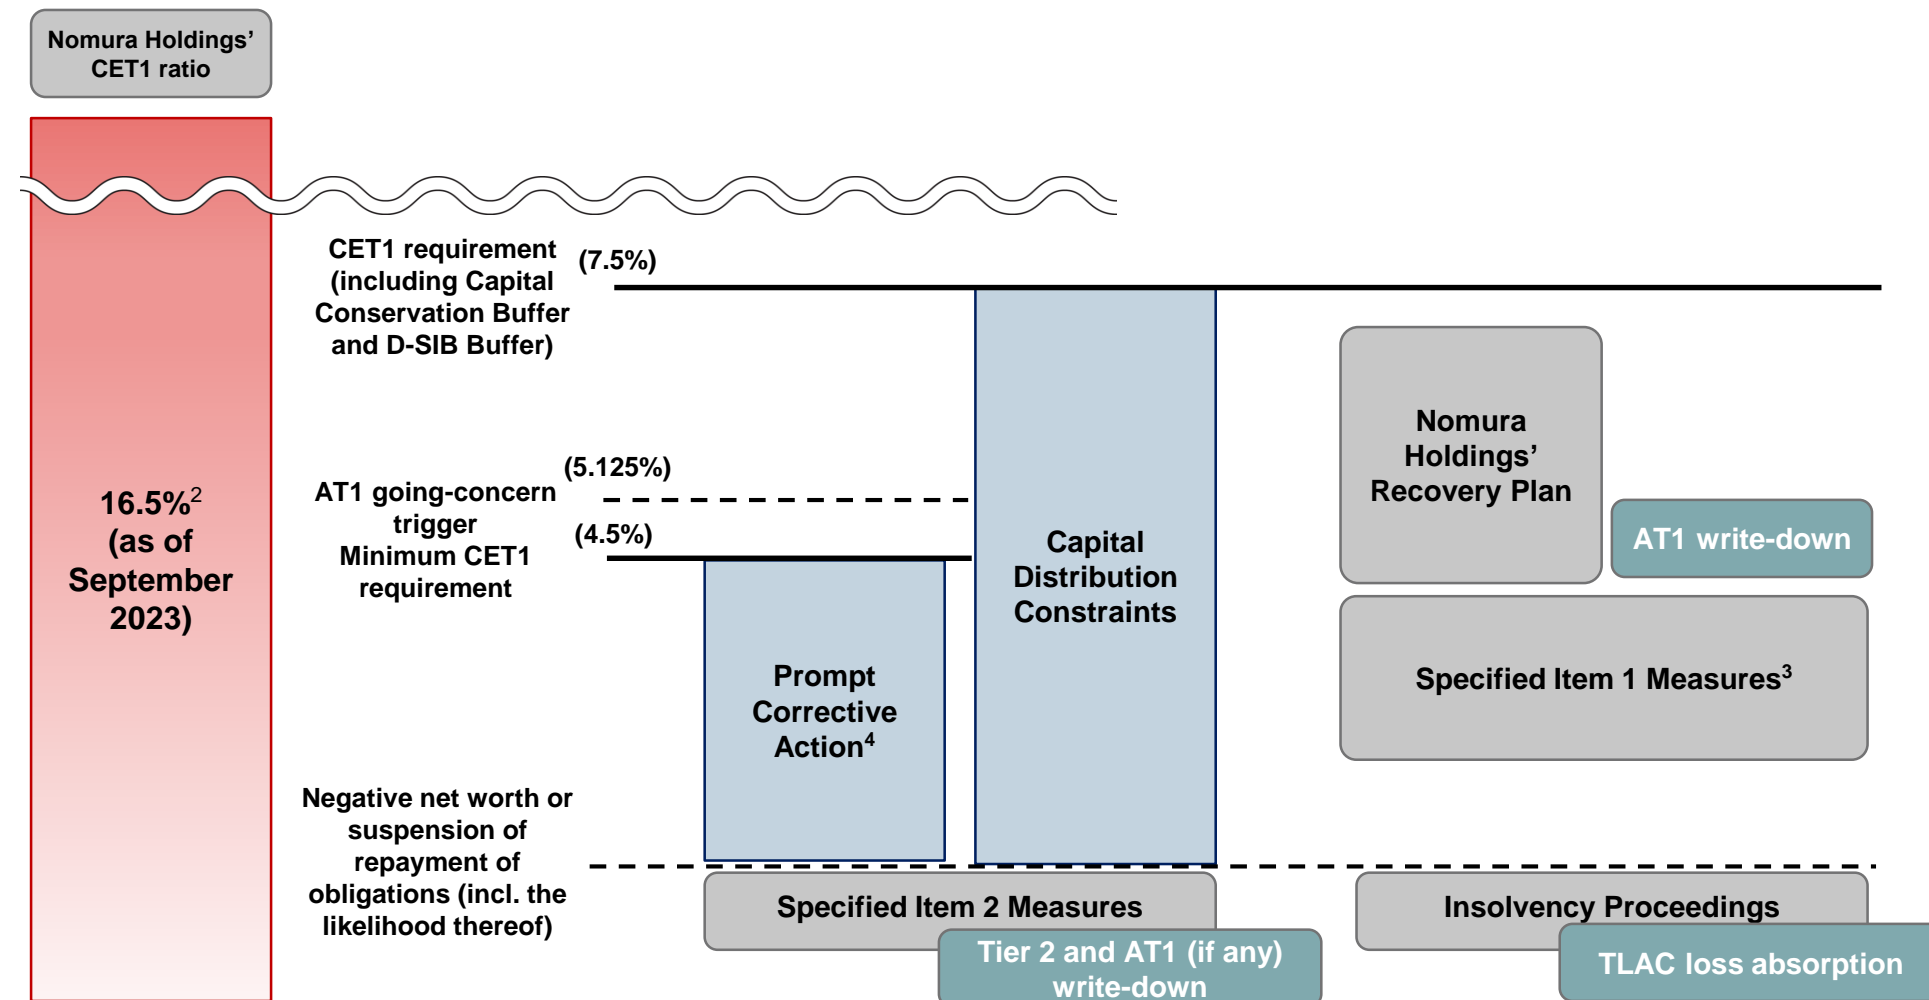 Nomura Holdings’
CET1 ratio
16.5%2
(as of
September
2023)
CET1 requirement
(including Capital
Conservation Buffer
and D-SIB Buffer)
(7.5%)
(5.125%)
AT1 going-concern
trigger
(4.5%)
Minimum CET1
requirement
Negative net worth or
suspension of
repayment of
obligations (incl. the
likelihood thereof)
Prompt
Corrective
Action4
Capital
Distribution
Constraints
Nomura
Holdings’
Recovery Plan
AT1 write-down
Specified Item 1 Measures3
Specified Item 2 Measures
Tier 2 and AT1 (if any)
write-down
Insolvency Proceedings
TLAC loss absorption